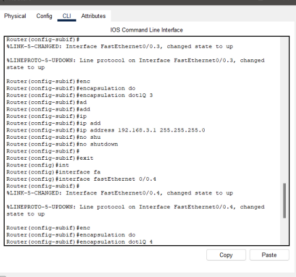 Physical Config CLI Attributes
IOS Command Line Interface
Router(config-subif)#
%LINK-5-CHANGED: Interface FastEthernet0/0.3, changed state to up
%LINEPROTO-5-UPDOWN: Line protocol on Interface FastEthernet0/0.3, changed
state to up
Router(config-subif)#enc
Router(config-subif)#encapsulation do
Router(config-subif)#encapsulation dot1Q 3
Router(config-subif)#ad
Router(config-subif)#add
Router(config-subif)#ip
Router(config-subif)#ip add
Router(config-subif)#ip address 192.168.3.1 255.255.255.0
Router(config-subif)#no shu
Router(config-subif)#no shutdown
Router(config-subif)#
Router(config-subif)#exit
Router(config)#int
Router(config)#interface fa
Router(config)#interface fastEthernet 0/0.4
Router(config-subif)#
%LINK-5-CHANGED: Interface FastEthernet0/0.4, changed state to up
%LINEPROTO-5-UPDOWN: Line protocol on Interface FastEthernet0/0.4, changed
state to up
Router(config-subif)#enc
Router(config-subif)#encapsulation do
Router(config-subif)#encapsulation dot1Q 4
Copy Paste